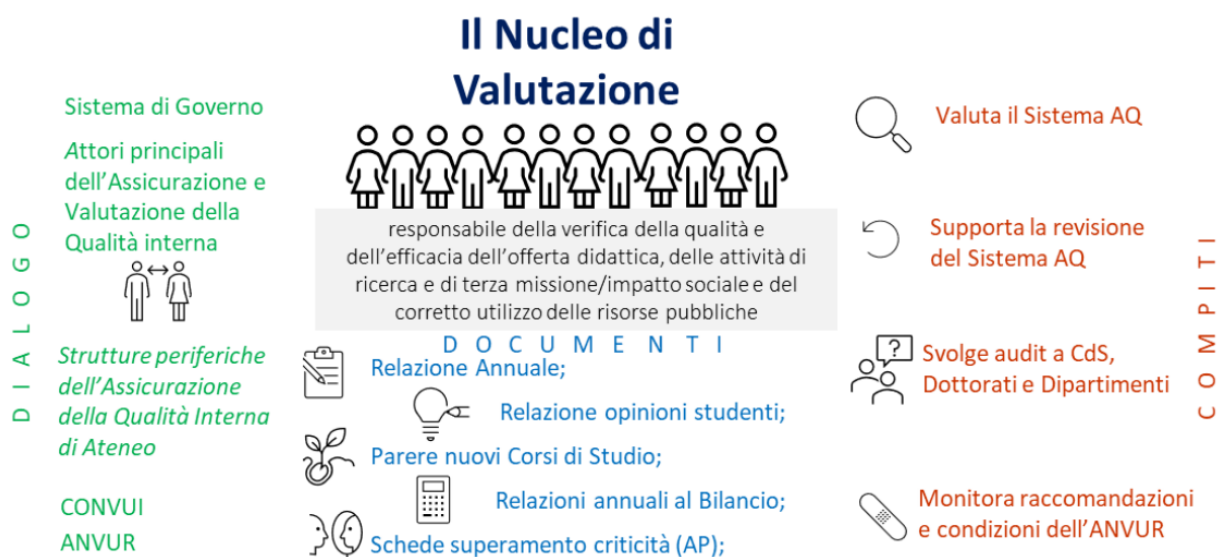 Il Nucleo di
Valutazione
responsabile della verifica della qualità e
dell'efficacia dell'offerta didattica, delle attività di
ricerca e di terza missione/impatto sociale e del
corretto utilizzo delle risorse pubbliche
DIALOGO
Sistema di Governo
Attori principali
dell'Assicurazione e
Valutazione della
Qualità interna
Strutture periferiche
dell'Assicurazione
della Qualità Interna
di Ateneo
CONVUI
ANVUR
DOCUMENTI
Relazione Annuale;
Relazione opinioni studenti;
Parere nuovi Corsi di Studio;
Relazioni annuali al Bilancio;
Schede superamento criticità (AP);
COMPITI
Valuta il Sistema AQ
Supporta la revisione
del Sistema AQ
?
Svolge audit a CdS,
Dottorati e Dipartimenti
Monitora raccomandazioni
e condizioni dell'ANVUR